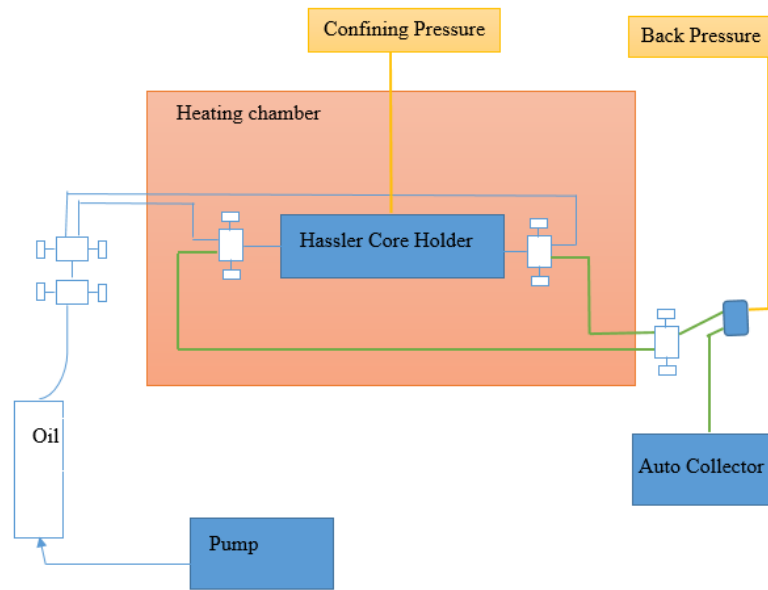 Confining Pressure
Back Pressure
Heating chamber
Hassler Core Holder
Oil
Auto Collector
Pump